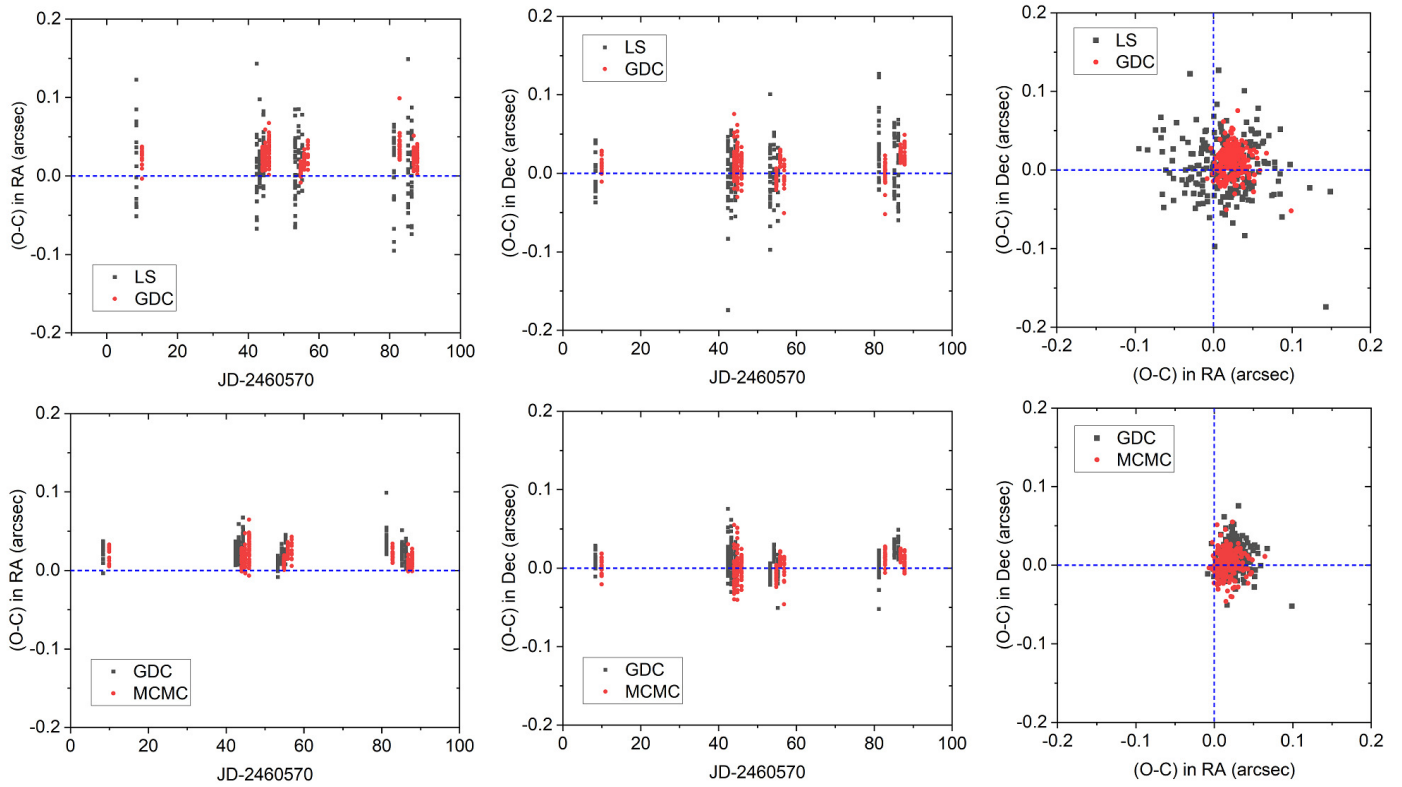 0.2
0.1
0.0
-0.1
-0.2
(O-C) in RA (arcsec)
LS
GDC
0 20 40 60 80 100
JD-2460570
0.2
0.1
0.0
-0.1
-0.2
(O-C) in Dec (arcsec)
LS
GDC
0 20 40 60 80 100
JD-2460570
0.2
0.1
0.0
-0.1
-0.2
(O-C) in Dec (arcsec)
LS
GDC
-0.2 -0.1 0.0 0.1 0.2
(O-C) in RA (arcsec)
0.2
0.1
0.0
-0.1
-0.2
(O-C) in RA (arcsec)
GDC
MCMC
0 20 40 60 80 100
JD-2460570
0.2
0.1
0.0
-0.1
-0.2
(O-C) in Dec (arcsec)
GDC
MCMC
0 20 40 60 80 100
JD-2460570
0.2
0.1
0.0
-0.1
-0.2
(O-C) in Dec (arcsec)
GDC
MCMC
-0.2 -0.1 0.0 0.1 0.2
(O-C) in RA (arcsec)